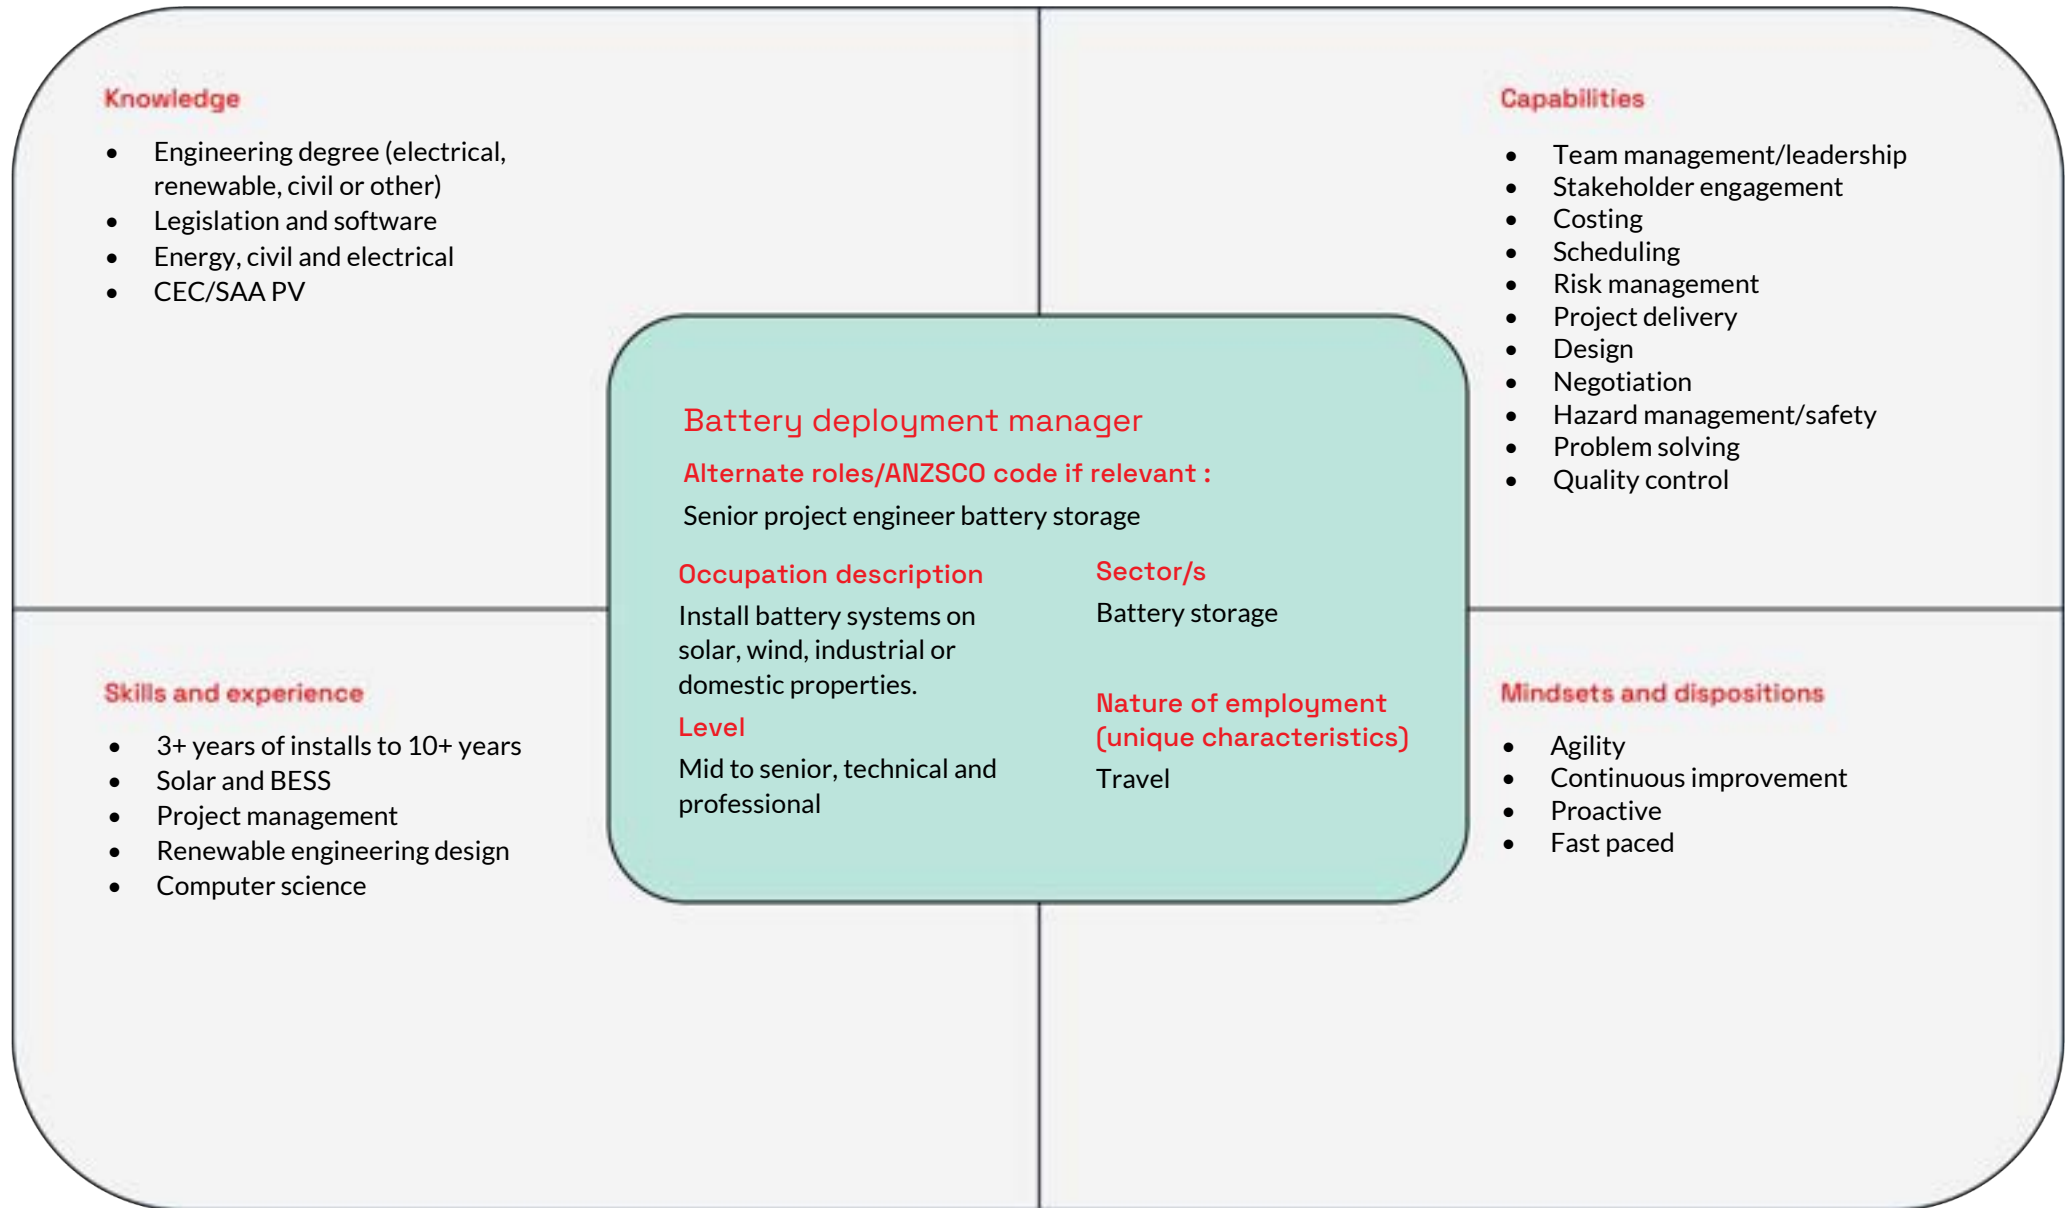 Knowledge
• Engineering degree (electrical,
renewable, civil or other)
• Legislation and software
• Energy, civil and electrical
• CEC/SAA PV
Capabilities
• Team management/leadership
• Stakeholder engagement
• Costing
• Scheduling
• Risk management
• Project delivery
• Design
• Negotiation
• Hazard management/safety
• Problem solving
• Quality control
Battery deployment manager
Alternate roles/ANZSCO code if relevant :
Senior project engineer battery storage
Occupation description
Install battery systems on
solar, wind, industrial or
domestic properties.
Level
Mid to senior, technical and
professional
Sector/s
Battery storage
Nature of employment
(unique characteristics)
Travel
Skills and experience
• 3+ years of installs to 10+ years
• Solar and BESS
• Project management
• Renewable engineering design
• Computer science
Mindsets and dispositions
• Agility
• Continuous improvement
• Proactive
• Fast paced